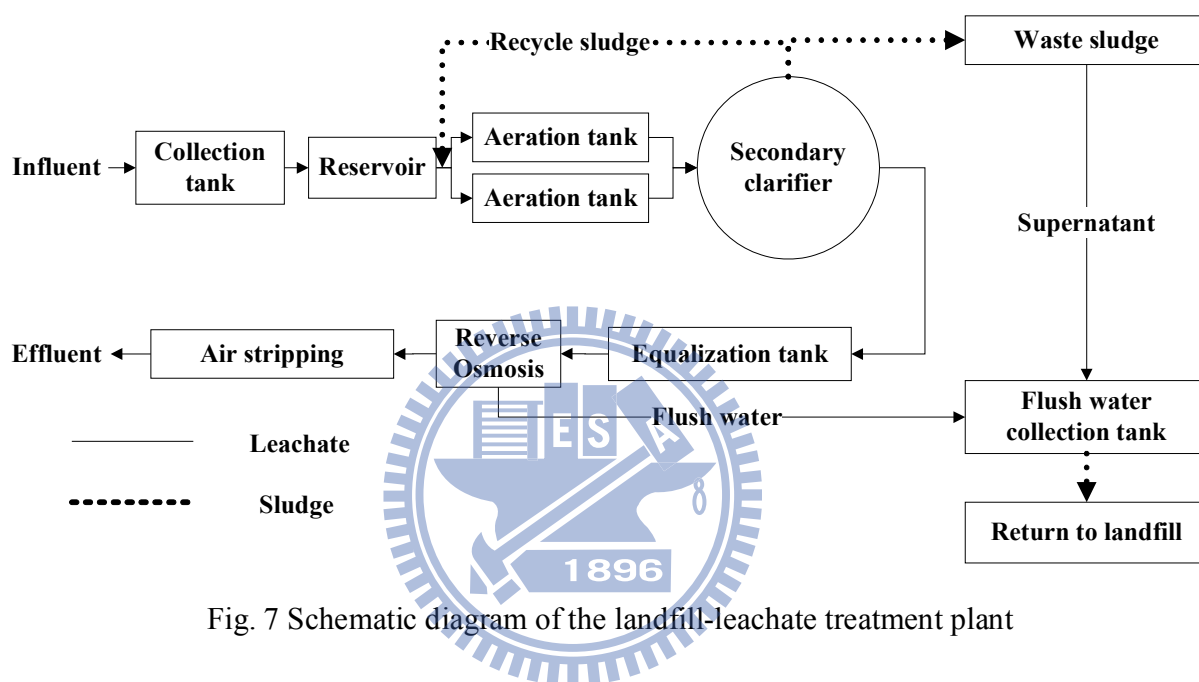 Recycle sludge
Waste sludge
Influent
Collection
tank
Reservoir
Aeration tank
Aeration tank
Secondary
clarifier
Supernatant
Effluent
Air stripping
Reverse
Osmosis
Equalization tank
Flush water
Flush water
collection tank
Leachate
Sludge
Return to landfill
E S A
1896
Fig. 7 Schematic diagram of the landfill-leachate treatment plant